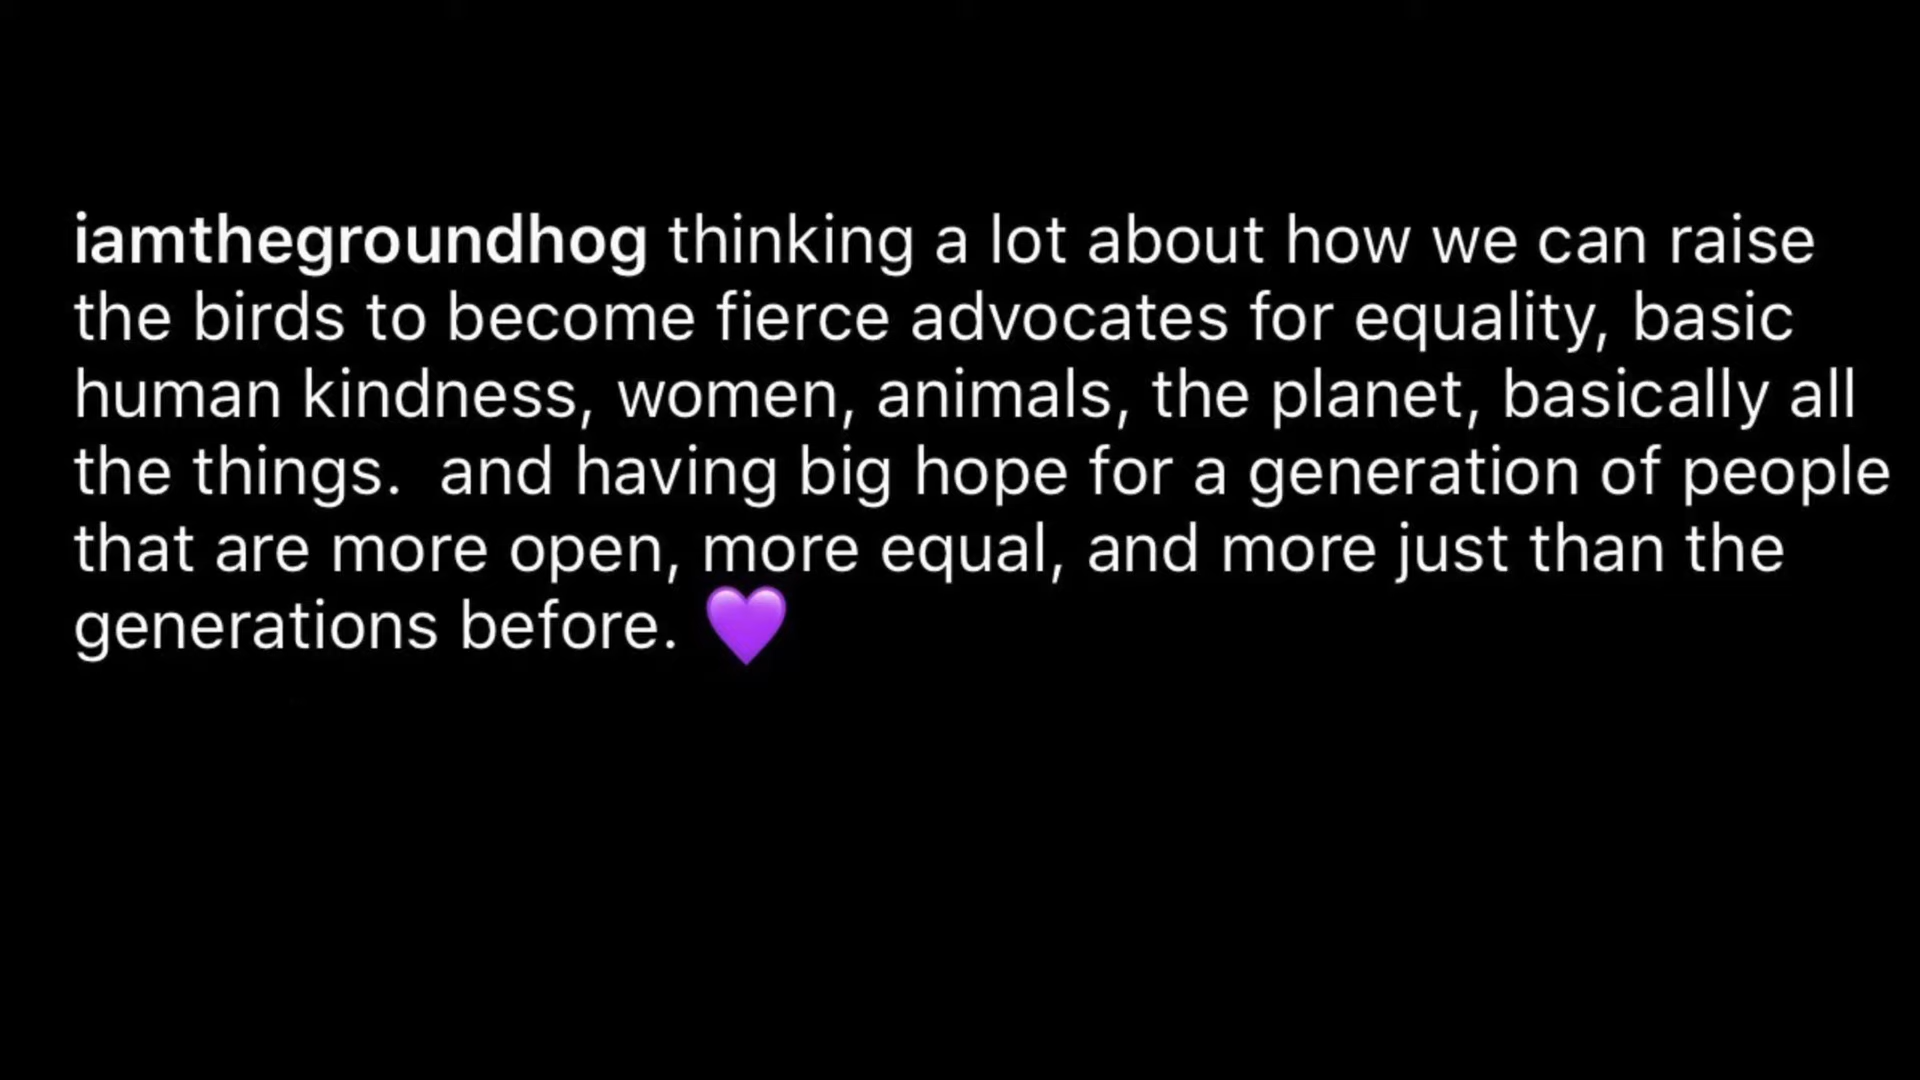 iamthegroundhog thinking a lot about how we can raise
the birds to become fierce advocates for equality, basic
human kindness, women, animals, the planet, basically all
the things.  and having big hope for a generation of people
that are more open, more equal, and more just than the
generations before. 💜